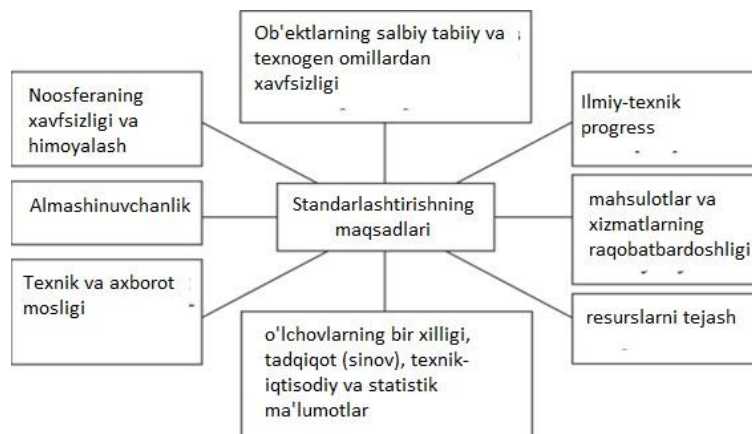 Ob'ektlarning salbiy tabiiy va
texnogen omillardan
xavfsizligi
Noosferaning
xavfsizligi va
himoyalash
Ilmiy-texnik
progress
Almashinuvchanlik
Standarlashtirishning
maqsadlari
mahsulotlar va
xizmatlarning
raqobatbardoshligi
Texnik va axborot
mosligi
o'lchovlarning bir xilligi,
tadqiqot (sinov), texnik-
iqtisodiy va statistik
ma'lumotlar
resurslarni tejash